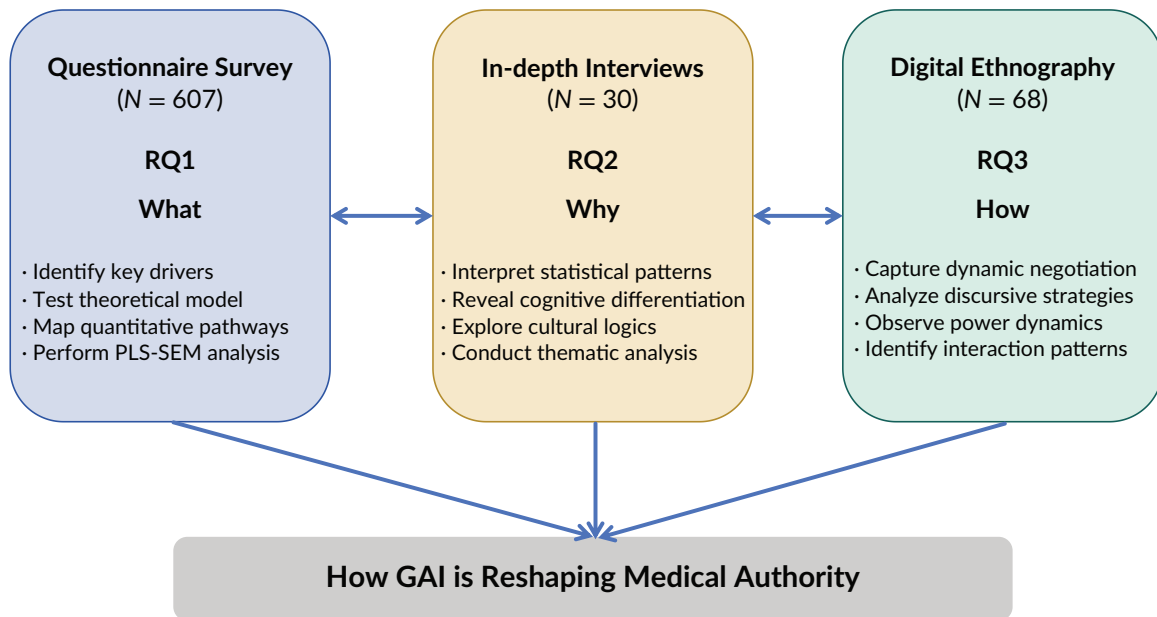 Questionnaire Survey
(N = 607)
RQ1
What
· Identify key drivers
· Test theoretical model
· Map quantitative pathways
· Perform PLS-SEM analysis
In-depth Interviews
(N = 30)
RQ2
Why
· Interpret statistical patterns
· Reveal cognitive differentiation
· Explore cultural logics
· Conduct thematic analysis
Digital Ethnography
(N = 68)
RQ3
How
· Capture dynamic negotiation
· Analyze discursive strategies
· Observe power dynamics
· Identify interaction patterns
How GAI is Reshaping Medical Authority